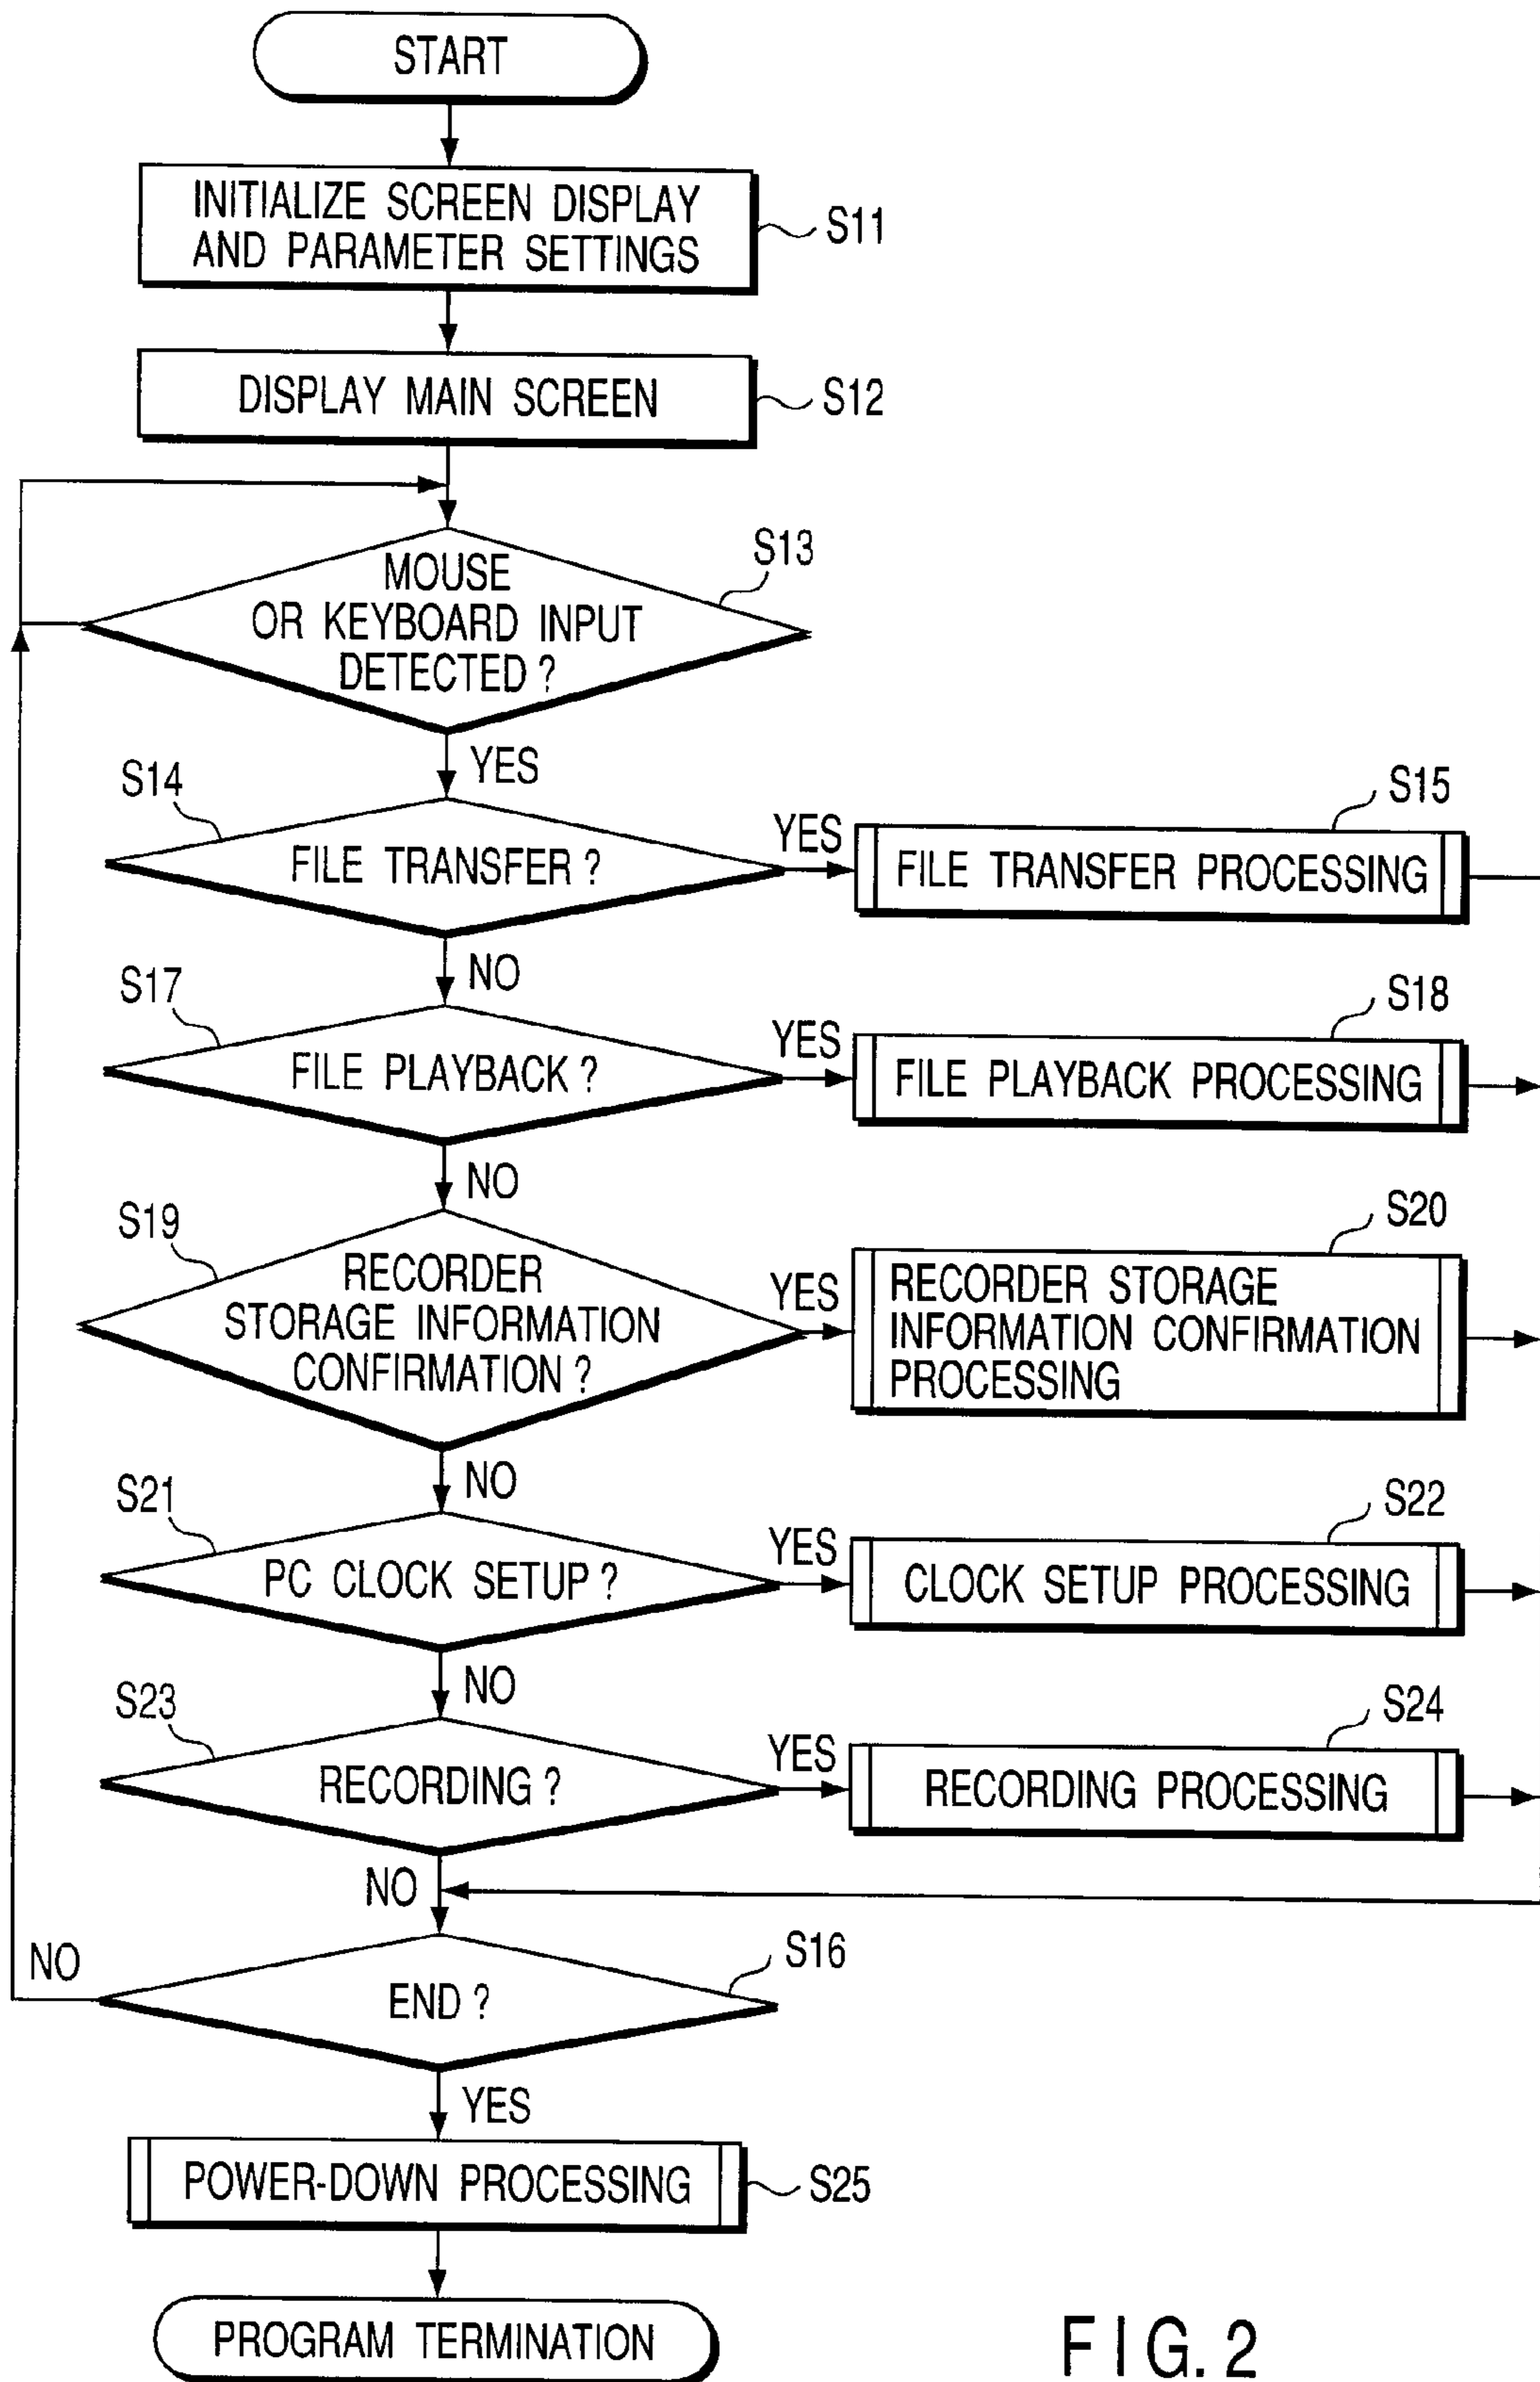 START
INITIALIZE SCREEN DISPLAY
AND PARAMETER SETTINGS
S11
DISPLAY MAIN SCREEN
S12
S13
MOUSE
OR KEYBOARD INPUT
DETECTED ?
YES
S14
FILE TRANSFER ?
YES
S15
FILE TRANSFER PROCESSING
NO
S17
FILE PLAYBACK ?
YES
S18
FILE PLAYBACK PROCESSING
NO
S19
RECORDER
STORAGE INFORMATION
CONFIRMATION ?
YES
S20
RECORDER STORAGE
INFORMATION CONFIRMATION
PROCESSING
NO
S21
PC CLOCK SETUP ?
YES
S22
CLOCK SETUP PROCESSING
NO
S23
RECORDING ?
YES
S24
RECORDING PROCESSING
NO
S16
END ?
NO
YES
POWER-DOWN PROCESSING
S25
PROGRAM TERMINATION
FIG. 2